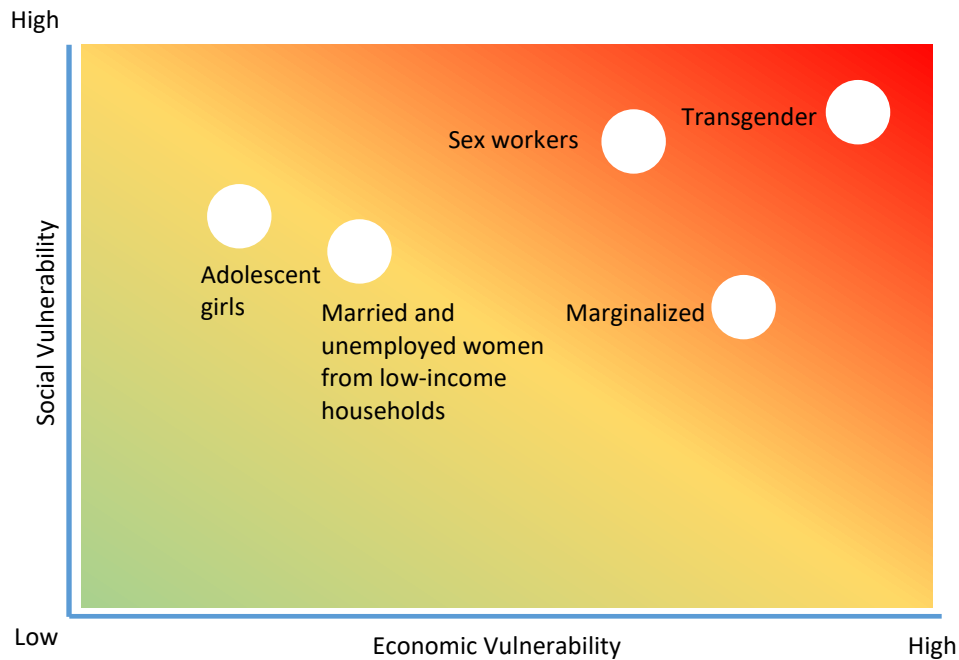 High
Transgender
Sex workers
Adolescent
girls
Married and
unemployed women
from low-income
households
Marginalized
Social Vulnerability
Low
Economic Vulnerability
High